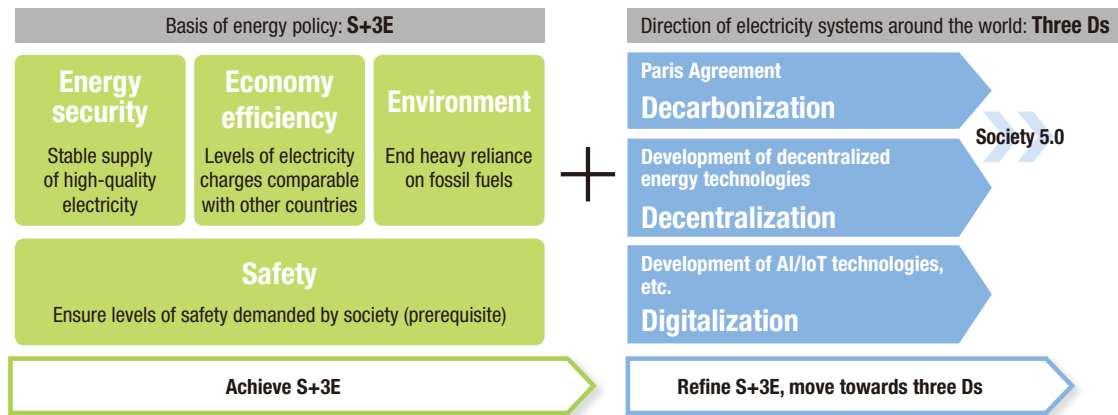 Basis of energy policy: S+3E
Energy
security
Stable supply
of high-quality
electricity
Economy
efficiency
Levels of electricity
charges comparable
with other countries
Environment
End heavy reliance
on fossil fuels
Safety
Ensure levels of safety demanded by society (prerequisite)
Achieve S+3E
Direction of electricity systems around the world: Three Ds
Paris Agreement
Decarbonization
Development of decentralized
energy technologies
Decentralization
Development of AI/IoT technologies,
etc.
Digitalization
Society 5.0
Refine S+3E, move towards three Ds